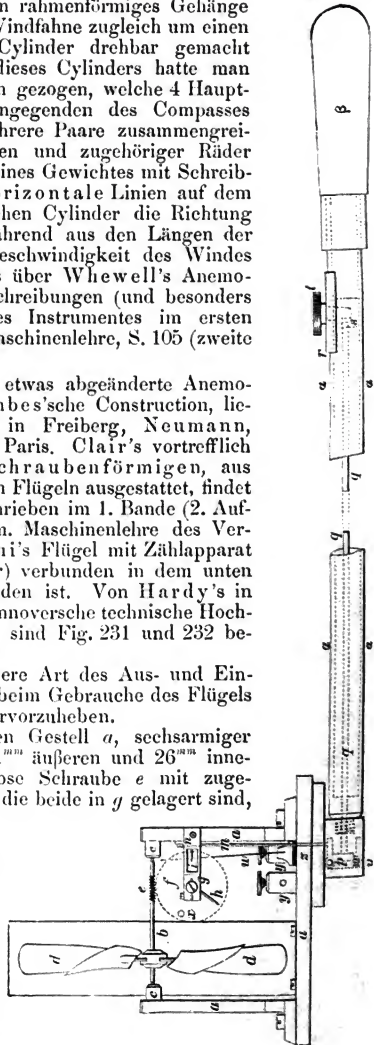 n rahmenförmiges Gehänge
Windfahne zugleich um einen
Cylinder drehbar gemacht
dieses Cylinders hatte man
n gezogen, welche 4 Haupt-
ngegenden des Compasses
hrere Paare zusammengrei-
en und zugehöriger Räder
ines Gewichtes mit Schreib-
rizontale Linien auf dem
chen Cylinder die Richtung
ährend aus den Längen der
eschwindigkeit des Windes
s über Whewell's Anemo-
chreibungen (und besonders
es Instrumentes im ersten
aschinenlehre, S. 105 (zweite
etwas abgeänderte Anemo-
mbes'sche Construction, lie-
in Freiberg, Neumann,
Paris. Clair's vortrefflich
chraubenförmigen, aus
n Flügeln ausgestattet, findet
hrieben im 1. Bande (2. Auf-
m. Maschinenlehre des Ver-
ni's Flügel mit Zählapparat
r) verbunden in dem unten
den ist. Von Hardy's in
nnoversche technische Hoch-
sind Fig. 231 und 232 be-
ere Art des Aus- und Ein-
beim Gebrauche des Flügels
rvorzuheben.
en Gestell a, sechsarmiger
mm äußeren und 26mm inne-
ose Schraube e mit zuge-
die beide in g gelagert sind,
β
t
r
a
a
q
q
a
a
q
p
v
c
e
f
g
h
x
b
n
a
m
w
y
z
d
d
c
a
a